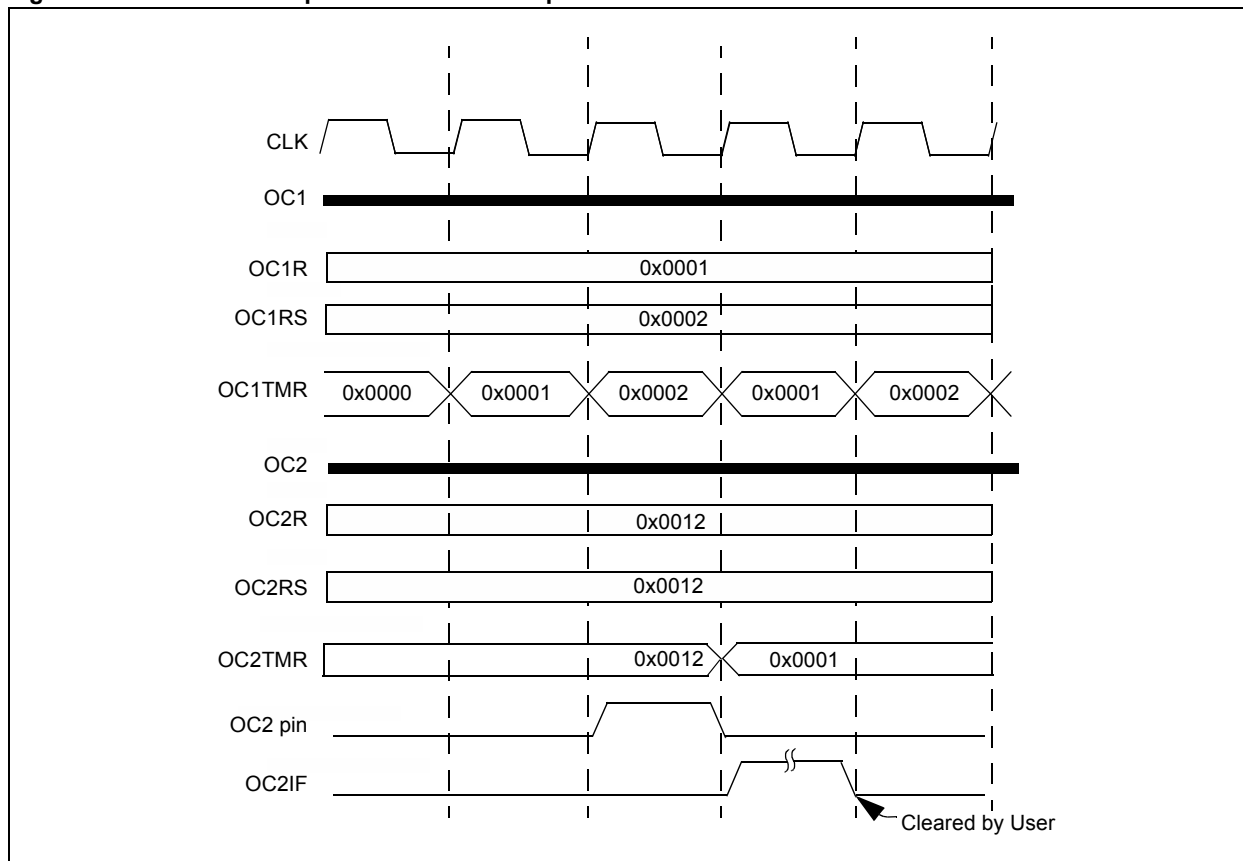 CLK
OC1
OC1R 0x0001
OC1RS 0x0002
OC1TMR 0x0000 0x0001 0x0002 0x0001 0x0002
OC2
OC2R 0x0012
OC2RS 0x0012
OC2TMR 0x0012 0x0001
OC2 pin
OC2IF
Cleared by User